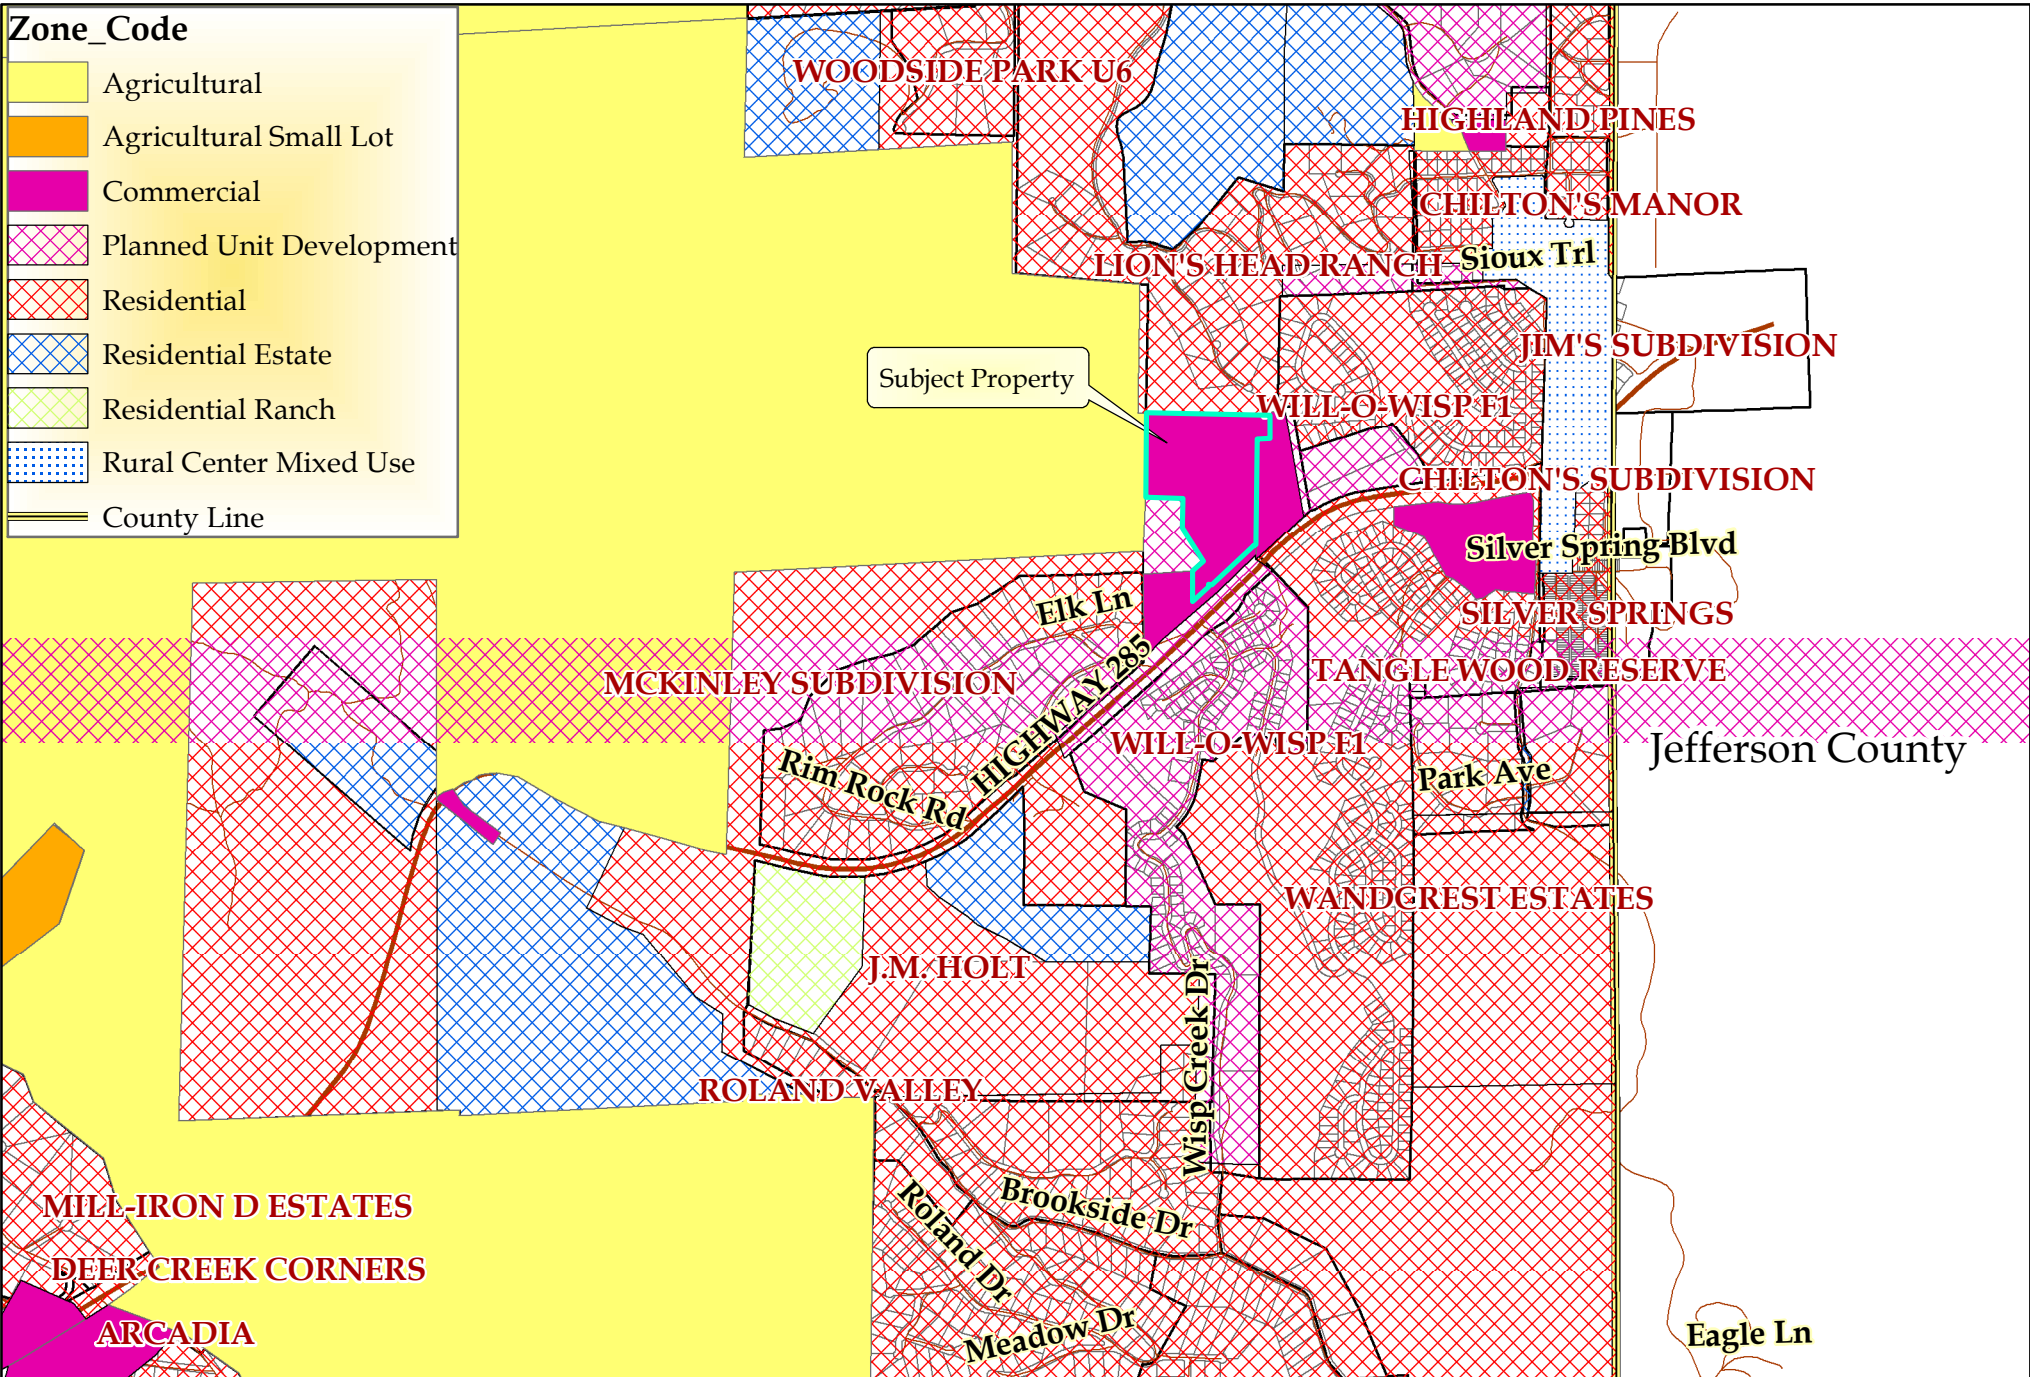 Zone_Code
Agricultural
Agricultural Small Lot
Commercial
Planned Unit Development
Residential
Residential Estate
Residential Ranch
Rural Center Mixed Use
County Line
WOODSIDE PARK U6
HIGHLAND PINES
CHILTON'S MANOR
Sioux Trl
LION'S HEAD RANCH
JIM'S SUBDIVISION
Subject Property
WILL-O-WISP F1
CHILTON'S SUBDIVISION
Silver Spring Blvd
Elk Ln
SILVER SPRINGS
HIGHWAY 285
TANGLE WOOD RESERVE
MCKINLEY SUBDIVISION
WILL-O-WISP F1
Jefferson County
Rim Rock Rd
Park Ave
WANDCREST ESTATES
J.M. HOLT
Wisp Creek Dr
ROLAND VALLEY
MILL-IRON D ESTATES
Brookside Dr
Roland Dr
DEER CREEK CORNERS
ARCADIA
Meadow Dr
Eagle Ln